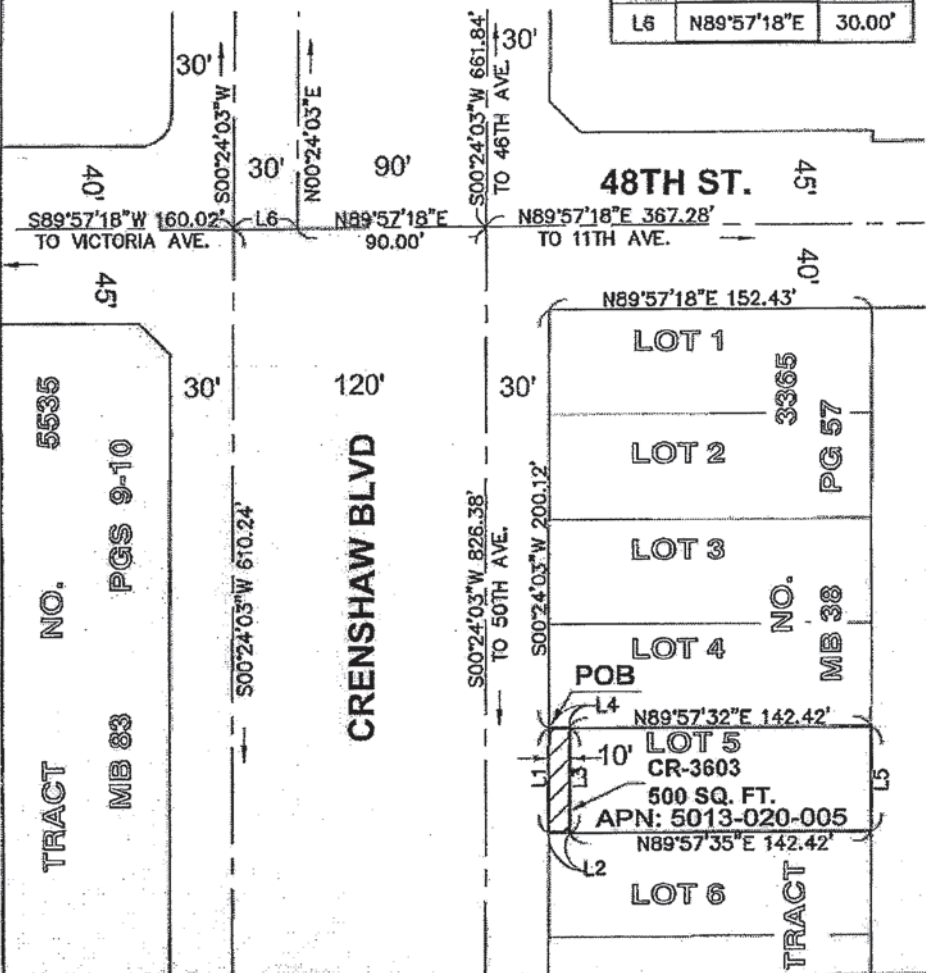 L6 N89°57'18"E 30.00'
30'
S00°24'03"W
N00°24'03"E
S00°24'03"W 661.84'
TO 46TH AVE.
30'
40'
30'
90'
48TH ST.
45'
S89°57'18"W 160.02'
TO VICTORIA AVE.
L6
N89°57'18"E
90.00'
N89°57'18"E 367.28'
TO 11TH AVE.
45'
40'
N89°57'18"E 152.43'
30'
120'
30'
TRACT NO. 5535
MB 83 PGS 9-10
S00°24'03"W 610.24'
CRENSHAW BLVD
S00°24'03"W 826.38'
TO 50TH AVE.
S00°24'03"W 200.12'
LOT 1
LOT 2
LOT 3
LOT 4
TRACT NO. 3365
MB 38 PG 57
POB
L4
N89°57'32"E 142.42'
LOT 5
L1
L3
10'
CR-3603
500 SQ. FT.
APN: 5013-020-005
L5
N89°57'35"E 142.42'
L2
LOT 6